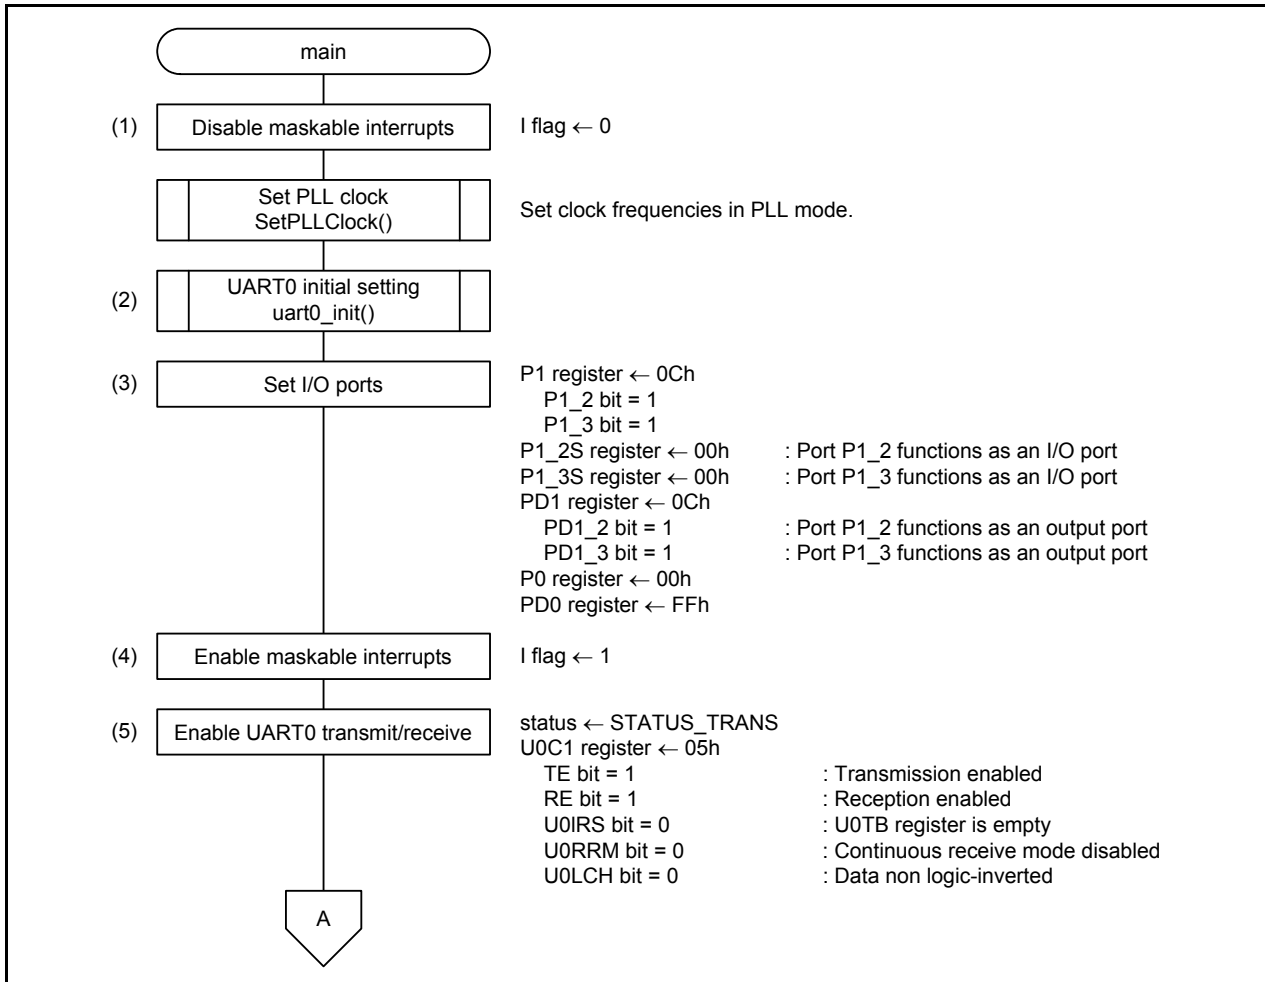 main
(1) Disable maskable interrupts I flag ← 0
Set PLL clock
SetPLLClock() Set clock frequencies in PLL mode.
(2) UART0 initial setting
uart0_init()
(3) Set I/O ports P1 register ← 0Ch
P1_2 bit = 1
P1_3 bit = 1
P1_2S register ← 00h : Port P1_2 functions as an I/O port
P1_3S register ← 00h : Port P1_3 functions as an I/O port
PD1 register ← 0Ch
PD1_2 bit = 1 : Port P1_2 functions as an output port
PD1_3 bit = 1 : Port P1_3 functions as an output port
P0 register ← 00h
PD0 register ← FFh
(4) Enable maskable interrupts I flag ← 1
(5) Enable UART0 transmit/receive status ← STATUS_TRANS
U0C1 register ← 05h
TE bit = 1 : Transmission enabled
RE bit = 1 : Reception enabled
U0IRS bit = 0 : U0TB register is empty
U0RRM bit = 0 : Continuous receive mode disabled
U0LCH bit = 0 : Data non logic-inverted
A